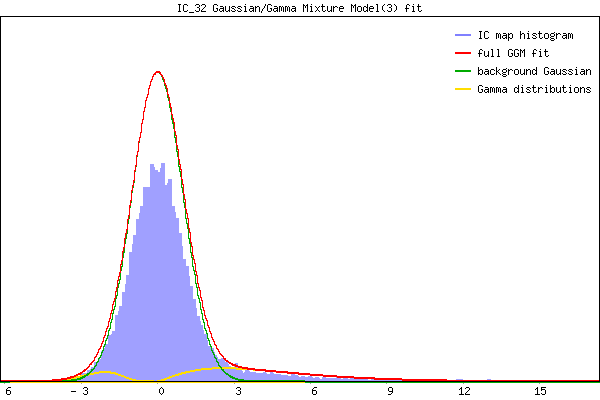 IC_32 Gaussian/Gamma Mixture Model(3) fit
IC map histogram
full GGM fit
background Gaussian
Gamma distributions
6 -3 0 3 6 9 12 15